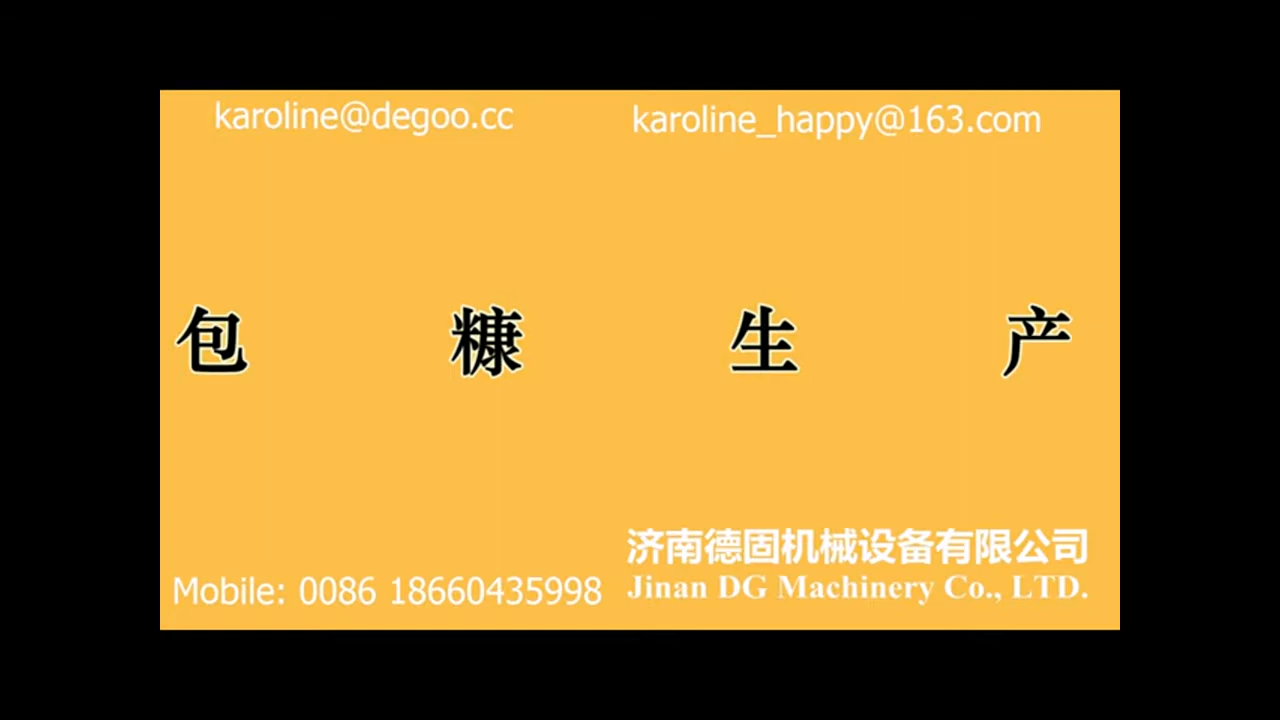 karoline@degoo.cc
karoline_happy@163.com
包 糠 生 产
济南德固机械设备有限公司
Mobile: 0086 18660435998
Jinan DG Machinery Co., LTD.